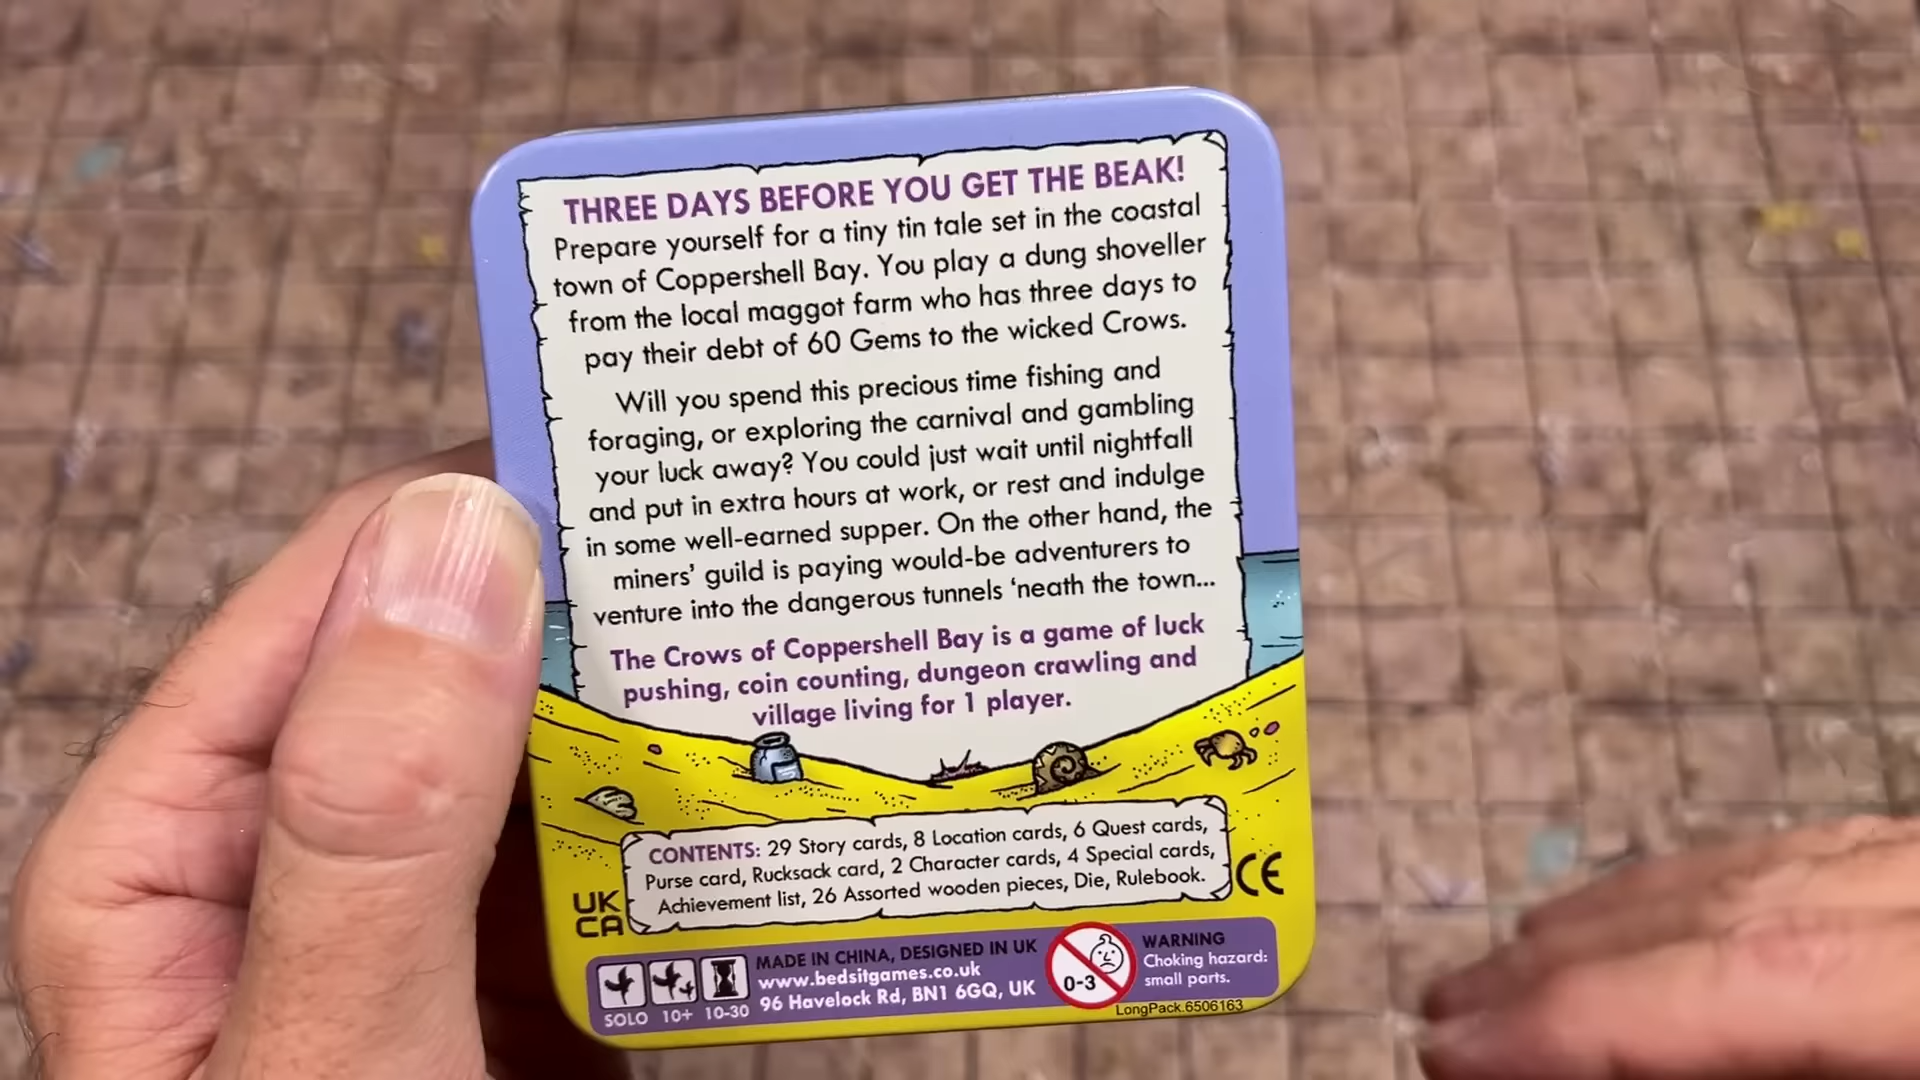 THREE DAYS BEFORE YOU GET THE BEAK!
Prepare yourself for a tiny tin tale set in the coastal
town of Coppershell Bay. You play a dung shoveller
from the local maggot farm who has three days to
pay their debt of 60 Gems to the wicked Crows.
Will you spend this precious time fishing and
foraging, or exploring the carnival and gambling
your luck away? You could just wait until nightfall
and put in extra hours at work, or rest and indulge
in some well-earned supper. On the other hand, the
miners’ guild is paying would-be adventurers to
venture into the dangerous tunnels ‘neath the town...
The Crows of Coppershell Bay is a game of luck
pushing, coin counting, dungeon crawling and
village living for 1 player.
CONTENTS: 29 Story cards, 8 Location cards, 6 Quest cards,
Purse card, Rucksack card, 2 Character cards, 4 Special cards,
Achievement list, 26 Assorted wooden pieces, Die, Rulebook.
UK
CA
CE
SOLO 10+ 10-30
MADE IN CHINA, DESIGNED IN UK
www.bedsitgames.co.uk
96 Havelock Rd, BN1 6GQ, UK
0-3
WARNING
Choking hazard:
small parts.
LongPack.6506163